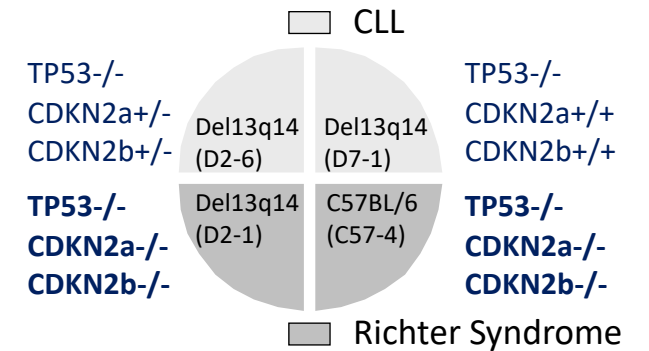 CLL
TP53-/-
CDKN2a+/-
CDKN2b+/-
Del13q14
(D2-6)
Del13q14
(D7-1)
TP53-/-
CDKN2a+/+
CDKN2b+/+
TP53-/-
CDKN2a-/-
CDKN2b-/-
Del13q14
(D2-1)
C57BL/6
(C57-4)
TP53-/-
CDKN2a-/-
CDKN2b-/-
Richter Syndrome